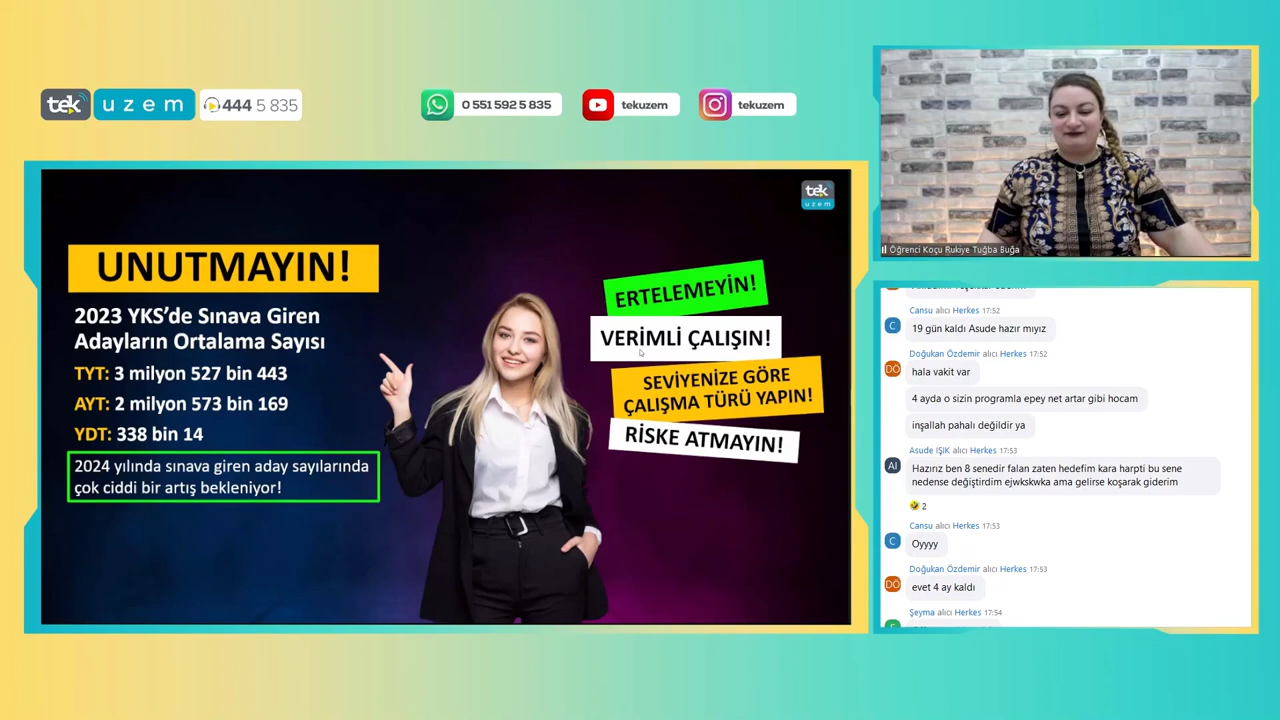 tek
uzem
444 5 835
0 551 592 5 835
tekuzem
tekuzem
tek
uzem
UNUTMAYIN!
2023 YKS'de Sınava Giren
Adayların Ortalama Sayısı
TYT: 3 milyon 527 bin 443
AYT: 2 milyon 573 bin 169
YDT: 338 bin 14
2024 yılında sınava giren aday sayılarında
çok ciddi bir artış bekleniyor!
ERTELEMEYİN!
VERİMLİ ÇALIŞIN!
SEVİYENİZE GÖRE
ÇALIŞMA TÜRÜ YAPIN!
RİSKE ATMAYIN!
Öğrenci Koçu Rukiye Tuğba Buğa
Cansu alıcı Herkes 17:52
C
19 gün kaldı Asude hazır mıyız
Doğukan Özdemir alıcı Herkes 17:52
DÖ
hala vakit var
4 ayda o sizin programla epey net artar gibi hocam
inşallah pahalı değildir ya
Asude IŞIK alıcı Herkes 17:53
AI
Hazırız ben 8 senedir falan zaten hedefim kara harpti bu sene
nedense değiştirdim ejwkskwka ama gelirse koşarak giderim
2
Cansu alıcı Herkes 17:53
C
Oyyyy
Doğukan Özdemir alıcı Herkes 17:53
DÖ
evet 4 ay kaldı
Şeyma alıcı Herkes 17:54